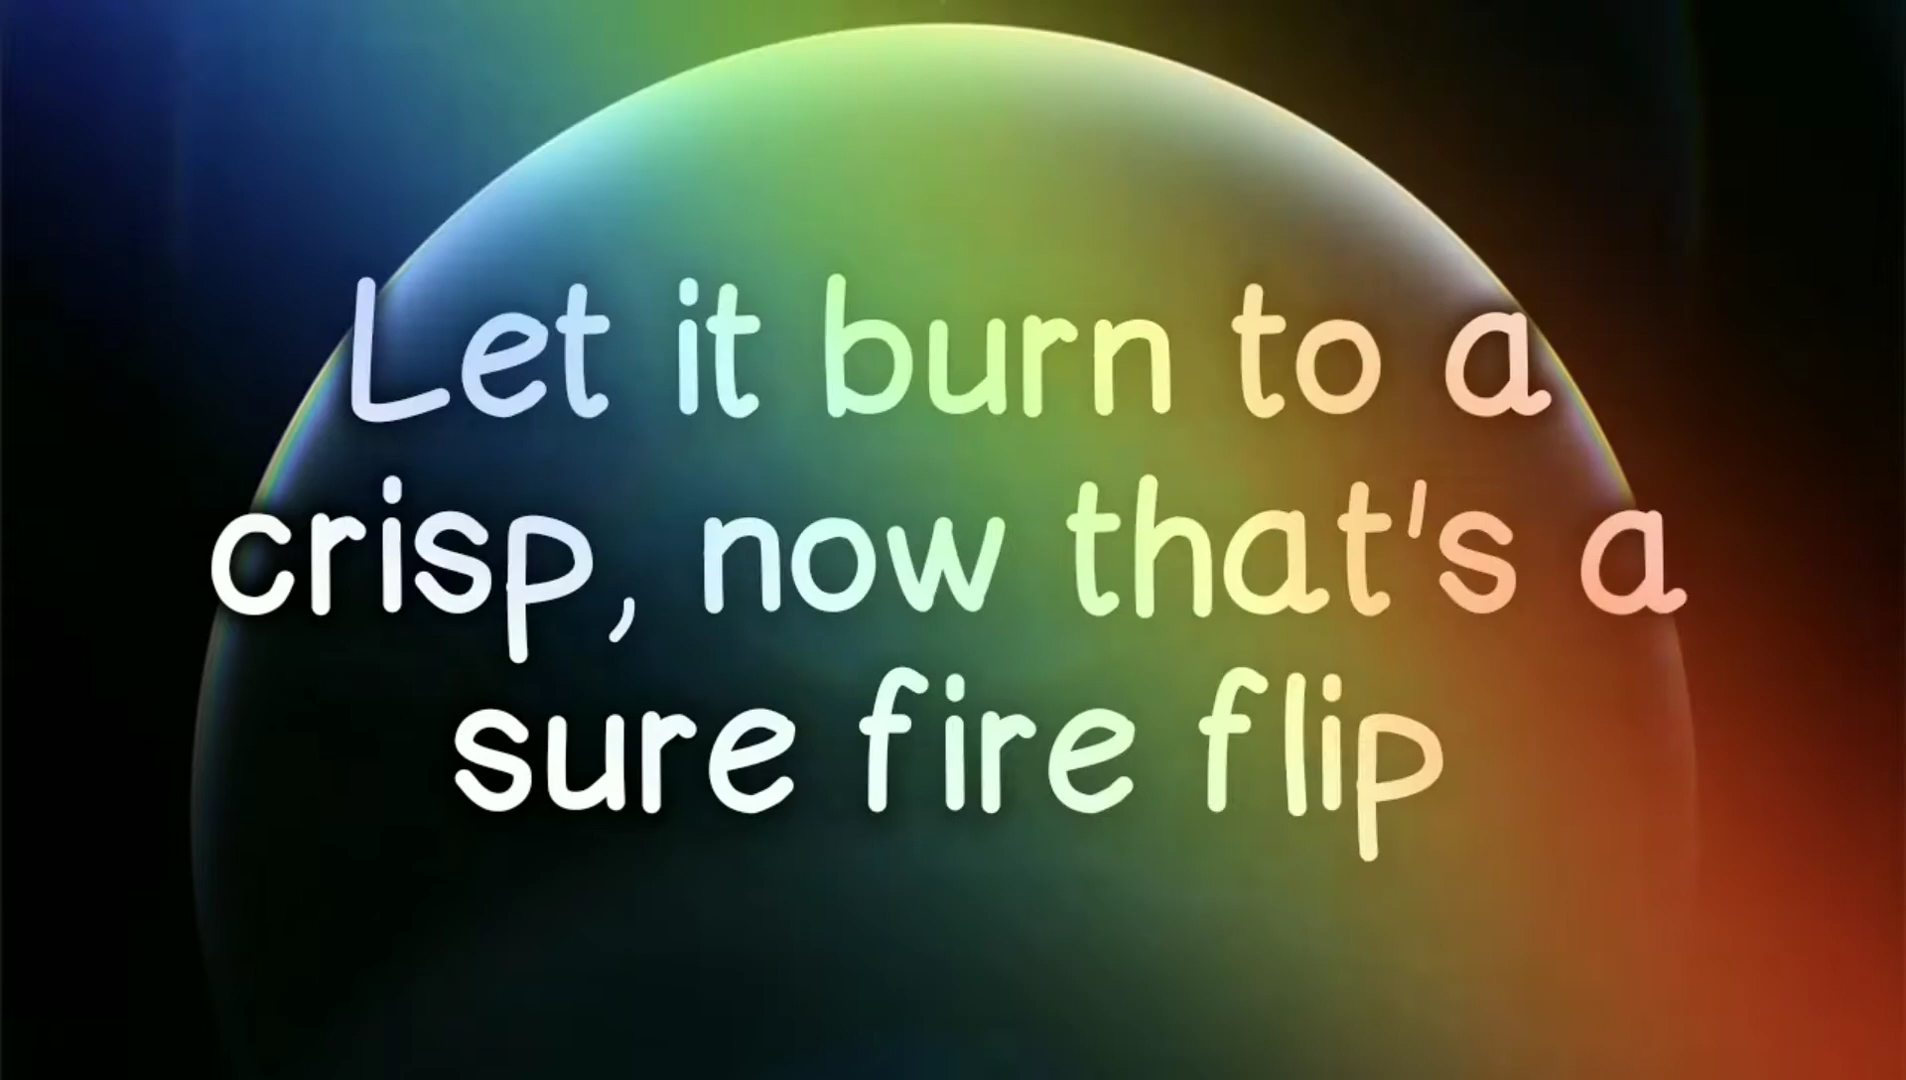 Let it burn to a
crisp, now that's a
sure fire flip